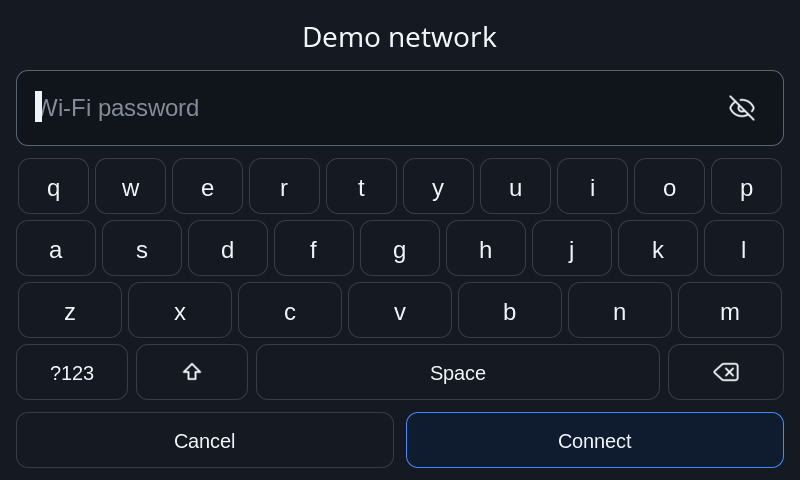 Demo network
Wi-Fi password
q w e r t y u i o p
a s d f g h j k l
z x c v b n m
?123 Space
Cancel Connect